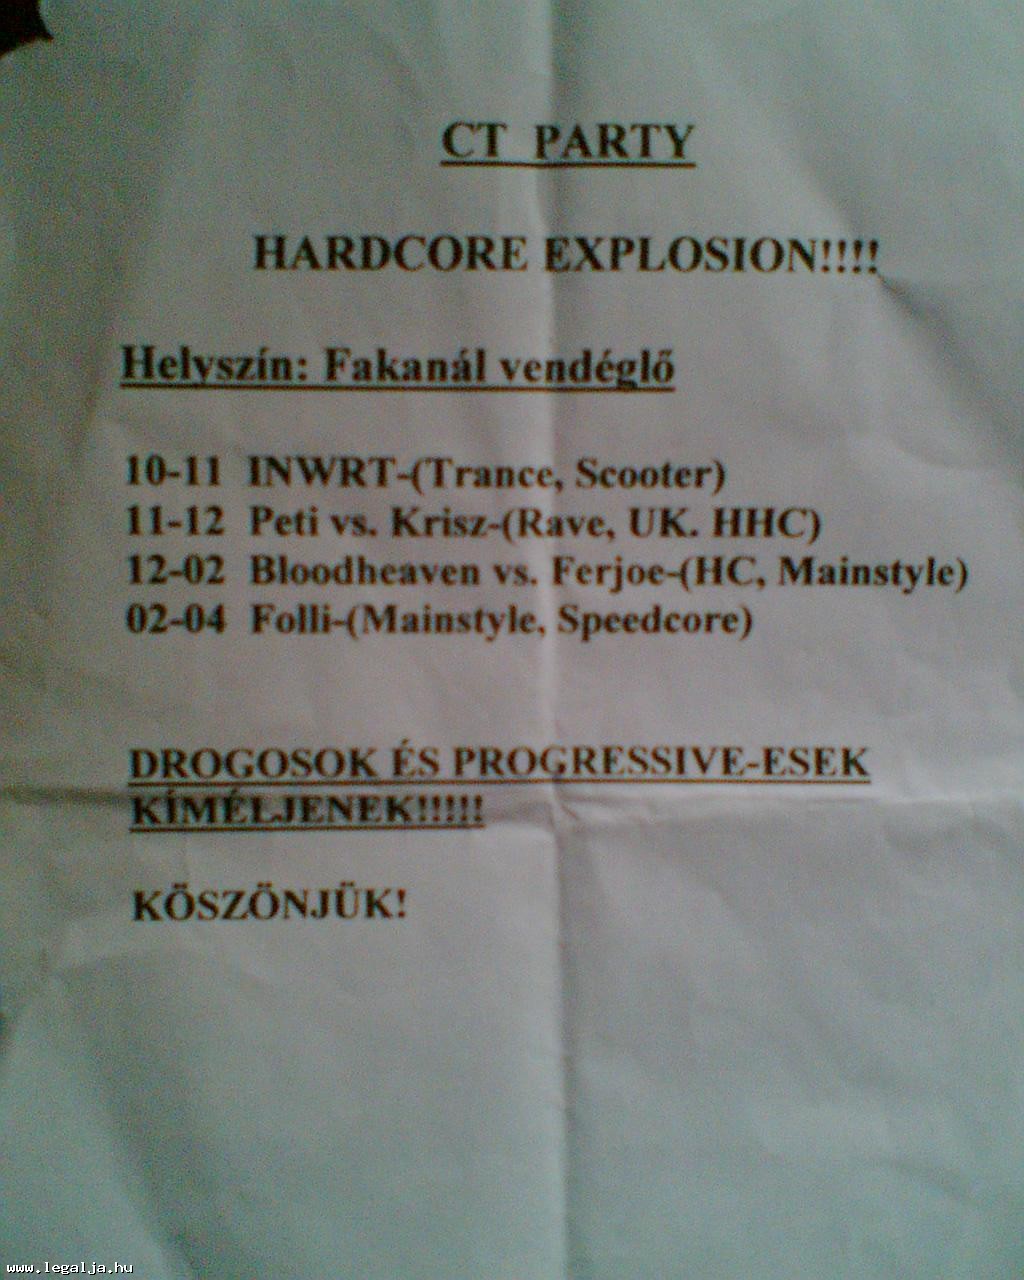 CT PARTY
HARDCORE EXPLOSION!!!!
Helyszín: Fakanál vendéglő
10-11 INWRT-(Trance, Scooter)
11-12 Peti vs. Krisz-(Rave, UK. HHC)
12-02 Bloodheaven vs. Ferjoe-(HC, Mainstyle)
02-04 Folli-(Mainstyle, Speedcore)
DROGOSOK ÉS PROGRESSIVE-ESEK
KÍMÉLJENEK!!!!!
KÖSZÖNJÜK!
www.legalja.hu